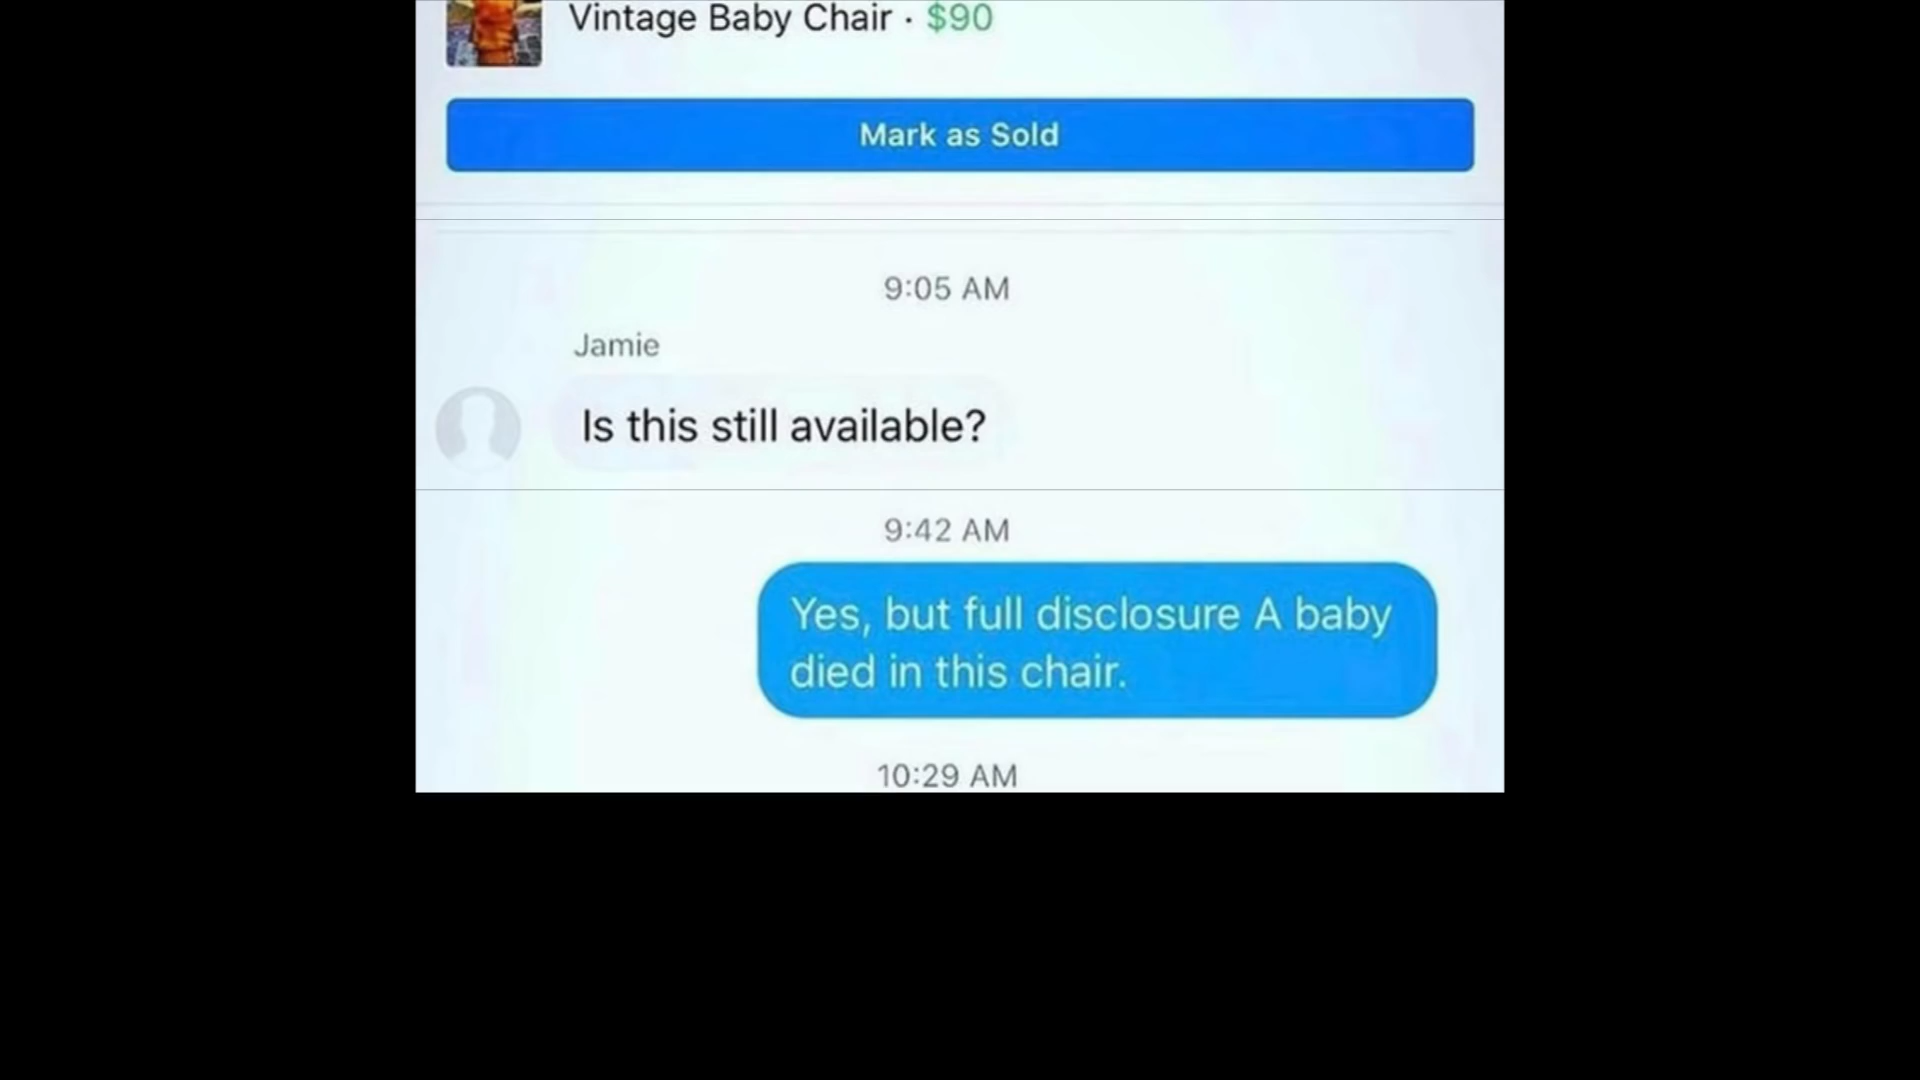 Vintage Baby Chair · $90
Mark as Sold
9:05 AM
Jamie
Is this still available?
9:42 AM
Yes, but full disclosure A baby
died in this chair.
10:29 AM